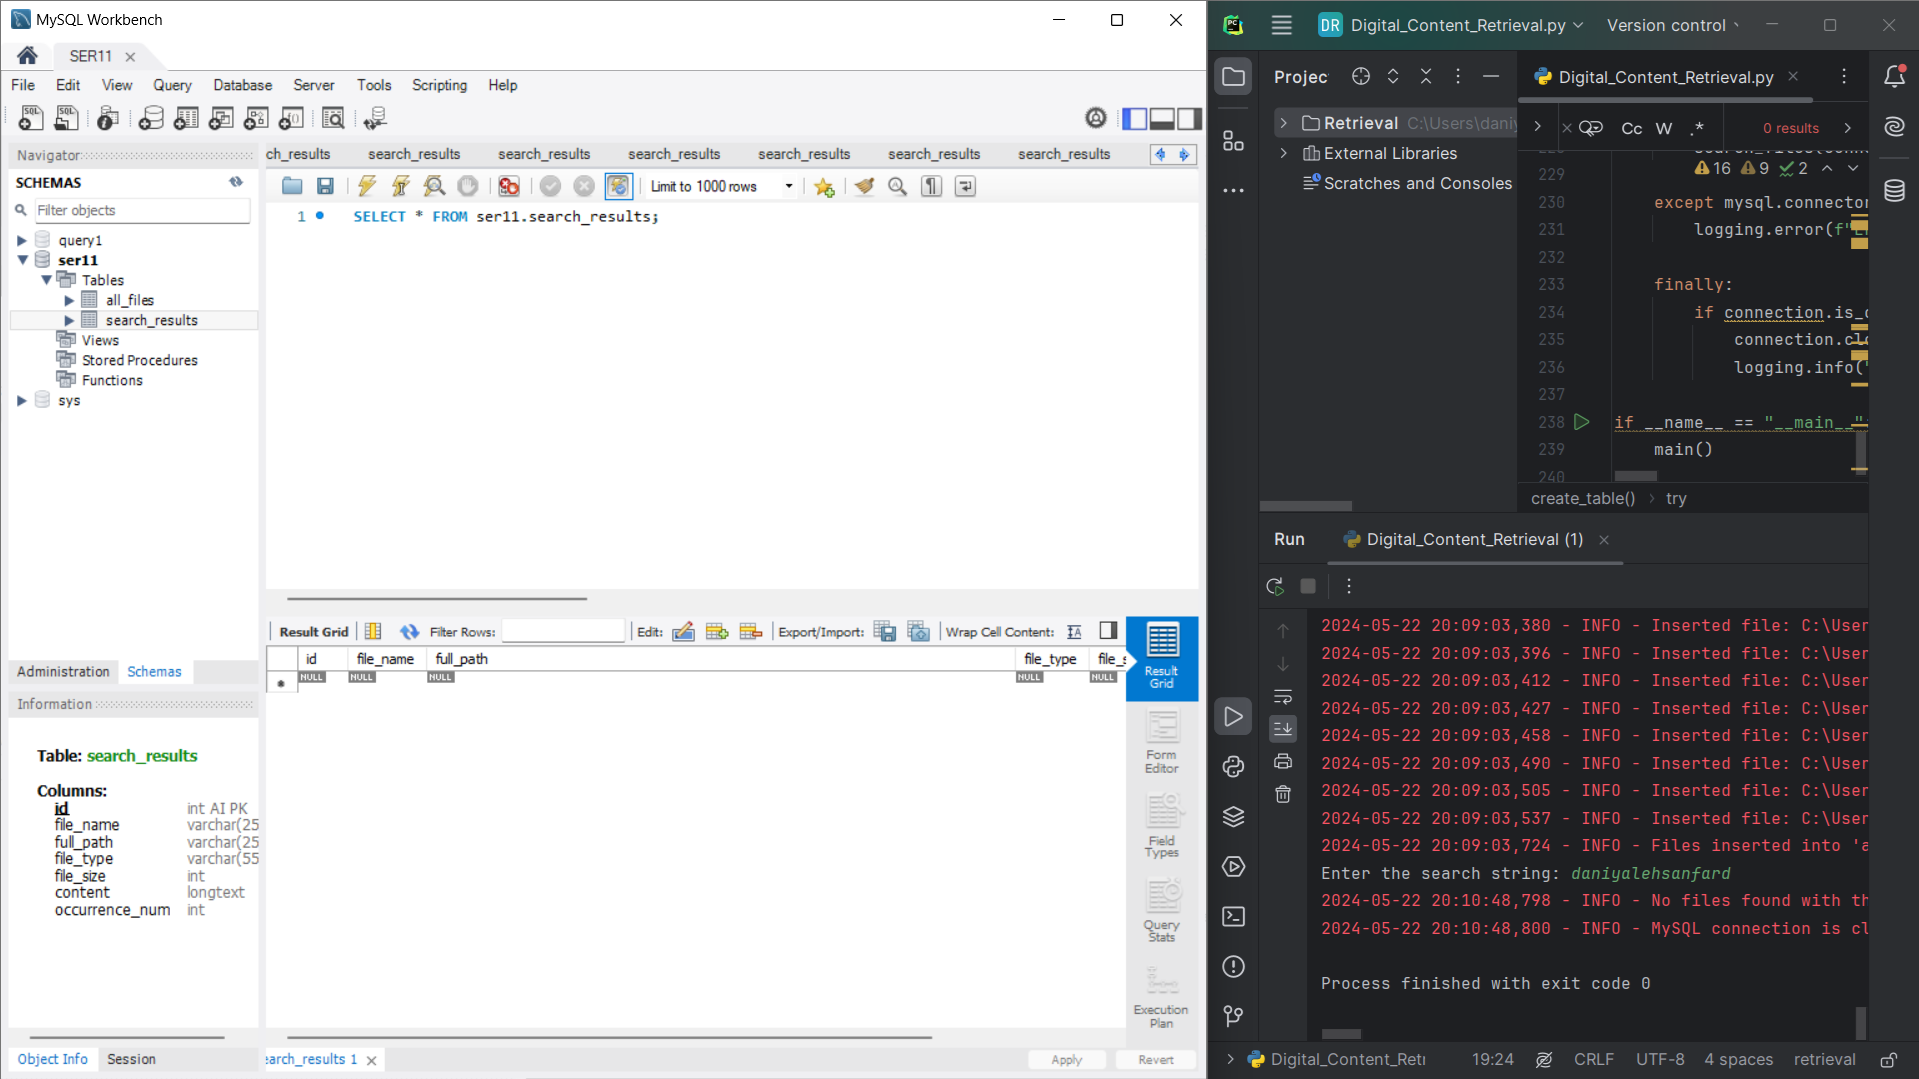 MySQL Workbench
SER11
File Edit View Query Database Server Tools Scripting Help
Navigator
SCHEMAS
Filter objects
query1
ser11
Tables
all_files
search_results
Views
Stored Procedures
Functions
sys
Administration Schemas
Information
Table: search_results
Columns:
id int AI PK
file_name varchar(25
full_path varchar(25
file_type varchar(55
file_size int
content longtext
occurrence_num int
Object Info Session
ch_results search_results search_results search_results search_results search_results search_results
Limit to 1000 rows
1 SELECT * FROM ser11.search_results;
Result Grid Filter Rows: Edit: Export/Import: Wrap Cell Content:
id file_name full_path file_type file_s
NULL NULL NULL NULL NULL
Result Grid
Form Editor
Field Types
Query Stats
Execution Plan
earch_results 1 Apply Revert
DR Digital_Content_Retrieval.py Version control
Projec
Retrieval C:\Users\daniy
External Libraries
Scratches and Consoles
Digital_Content_Retrieval.py
Cc W .* 0 results
16 9 2
229
230 except mysql.connector
231 logging.error(f"E
232
233 finally:
234 if connection.is_c
235 connection.clo
236 logging.info("
237
238 if __name__ == "__main__":
239 main()
240
create_table() › try
Run Digital_Content_Retrieval (1)
2024-05-22 20:09:03,380 - INFO - Inserted file: C:\User
2024-05-22 20:09:03,396 - INFO - Inserted file: C:\User
2024-05-22 20:09:03,412 - INFO - Inserted file: C:\User
2024-05-22 20:09:03,427 - INFO - Inserted file: C:\User
2024-05-22 20:09:03,458 - INFO - Inserted file: C:\User
2024-05-22 20:09:03,490 - INFO - Inserted file: C:\User
2024-05-22 20:09:03,505 - INFO - Inserted file: C:\User
2024-05-22 20:09:03,537 - INFO - Inserted file: C:\User
2024-05-22 20:09:03,724 - INFO - Files inserted into 'a
Enter the search string: daniyalehsanfard
2024-05-22 20:10:48,798 - INFO - No files found with th
2024-05-22 20:10:48,800 - INFO - MySQL connection is cl
Process finished with exit code 0
Digital_Content_Retr 19:24 CRLF UTF-8 4 spaces retrieval